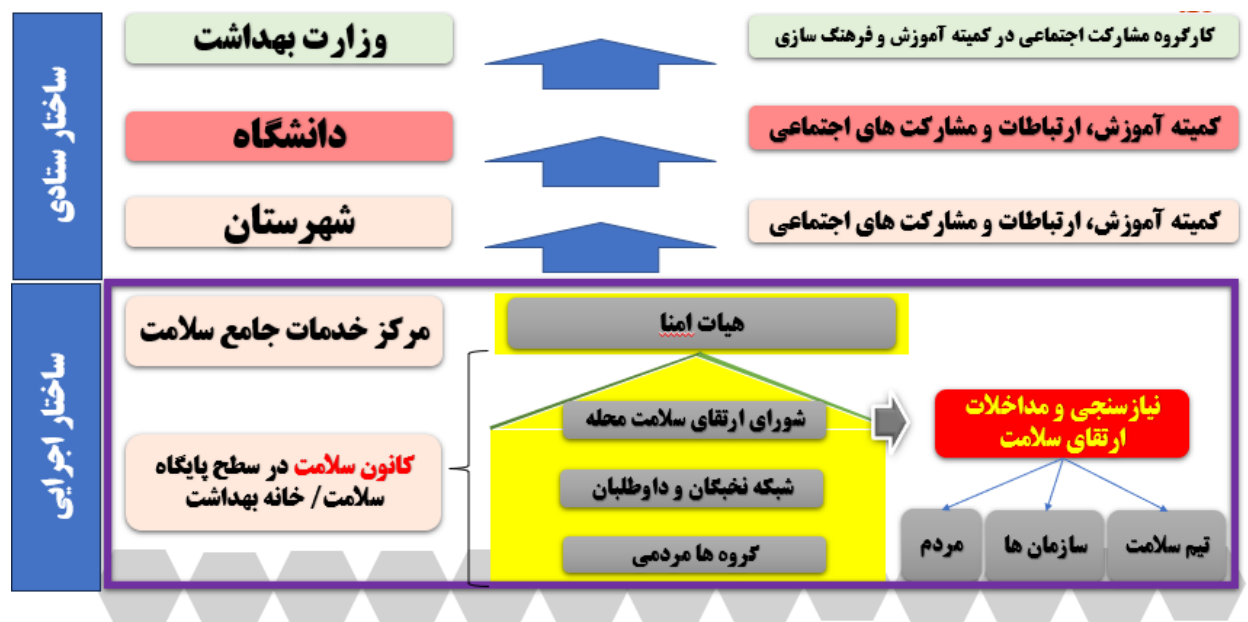 ساختار ستادی
وزارت بهداشت
کارگروه مشارکت اجتماعی در کمیته آموزش و فرهنگ سازی
دانشگاه
کمیته آموزش، ارتباطات و مشارکت های اجتماعی
شهرستان
کمیته آموزش، ارتباطات و مشارکت های اجتماعی
ساختار اجرایی
مرکز خدمات جامع سلامت
هیات امنا
کانون سلامت در سطح پایگاه
سلامت/ خانه بهداشت
شورای ارتقای سلامت محله
شبکه نخبگان و داوطلبان
گروه ها مردمی
نیازسنجی و مداخلات
ارتقای سلامت
تیم سلامت
سازمان ها
مردم